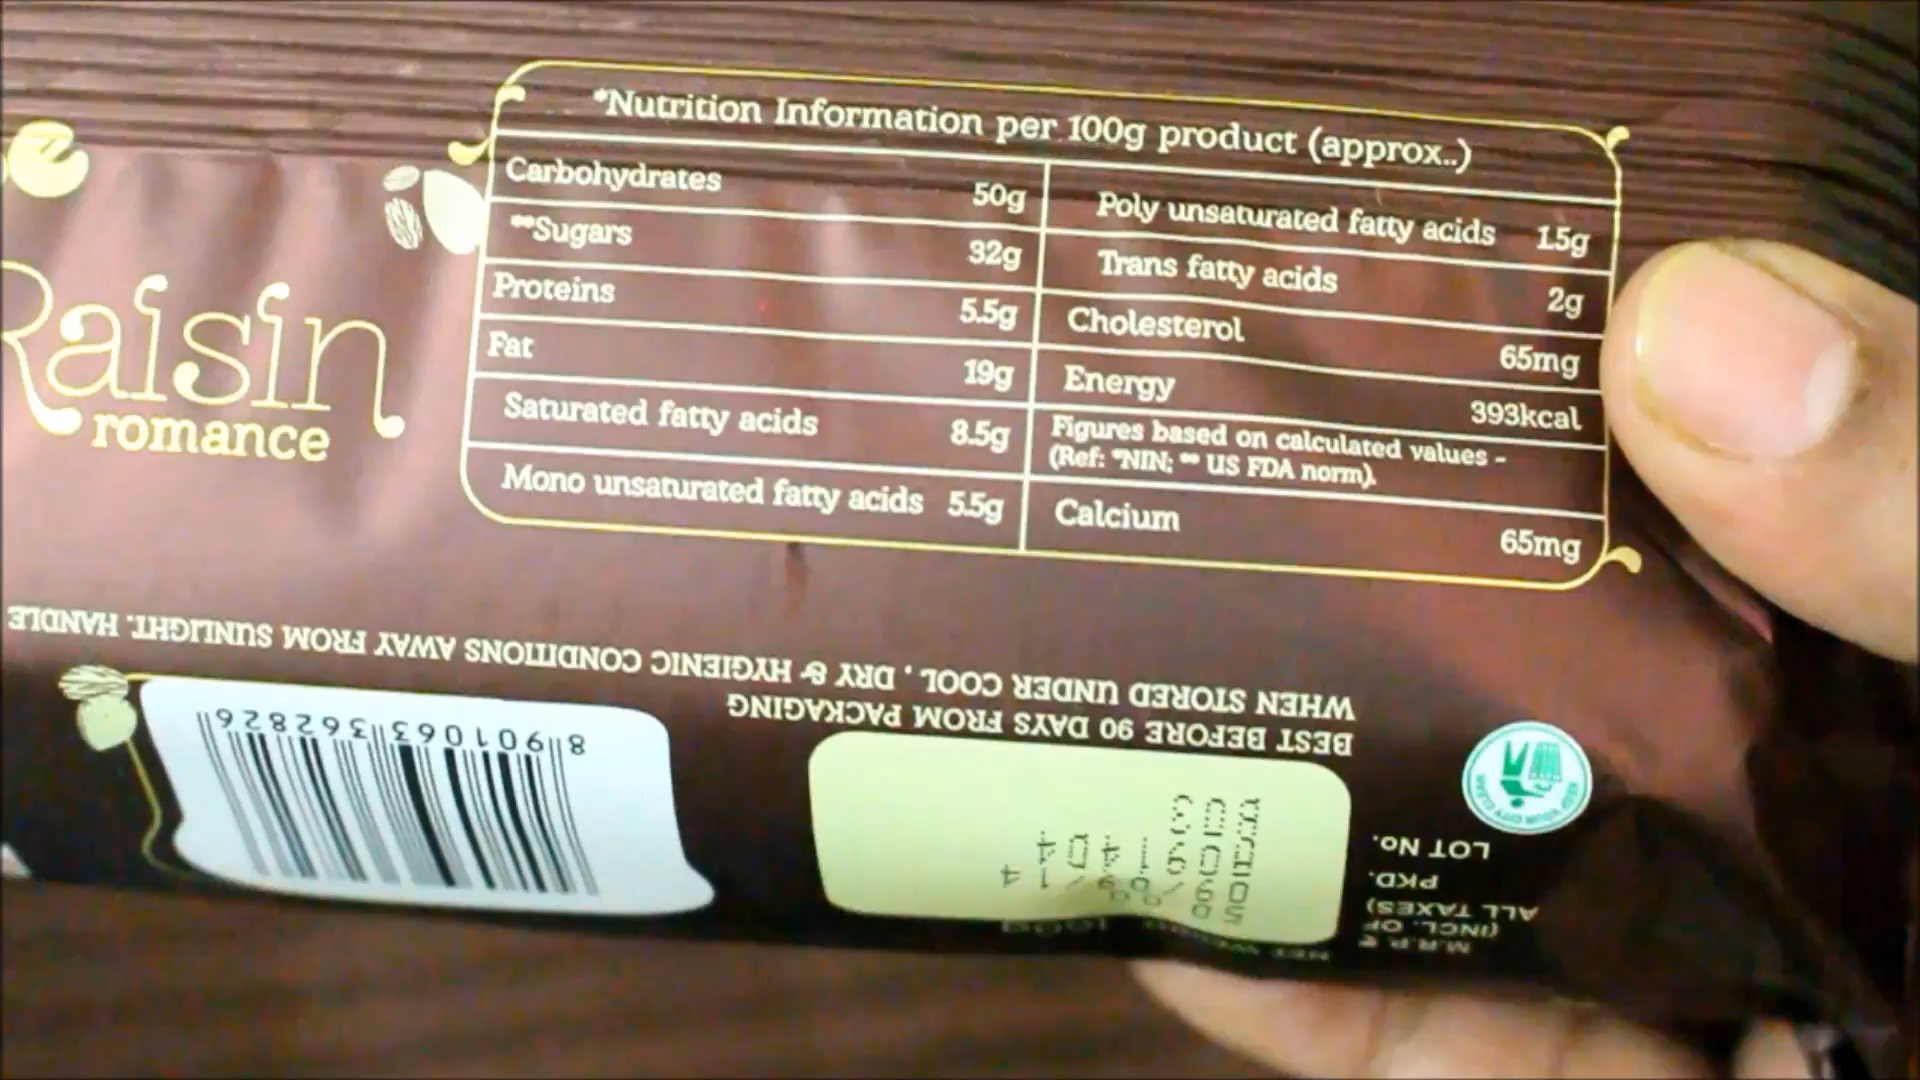 Raisin
romance
*Nutrition Information per 100g product (approx..)
Carbohydrates 50g
**Sugars 32g
Proteins 5.5g
Fat 19g
Saturated fatty acids 8.5g
Mono unsaturated fatty acids 5.5g
Poly unsaturated fatty acids 1.5g
Trans fatty acids 2g
Cholesterol 65mg
Energy 393kcal
Figures based on calculated values -
(Ref: *NIN; ** US FDA norm).
Calcium 65mg
M.R.P. ₹
(INCL. OF
ALL TAXES)
PKD.
LOT No.
BEST BEFORE 90 DAYS FROM PACKAGING
WHEN STORED UNDER COOL, DRY & HYGIENIC CONDITIONS AWAY FROM SUNLIGHT. HANDLE
8 901063 362826